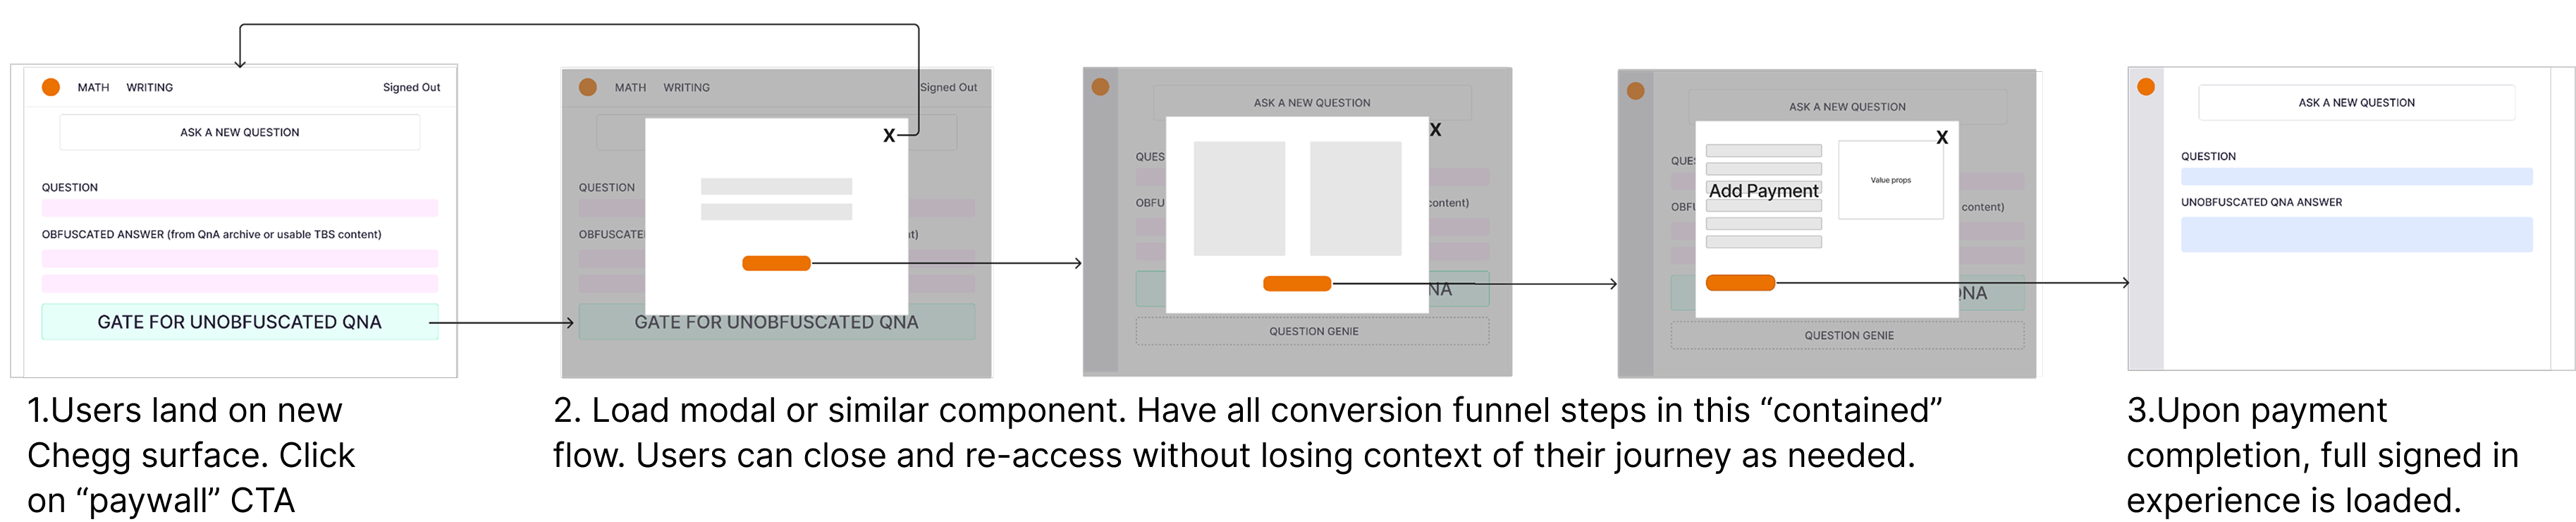 MATH WRITING Signed Out
ASK A NEW QUESTION
QUESTION
OBFUSCATED ANSWER (from QnA archive or usable TBS content)
GATE FOR UNOBFUSCATED QNA
1.Users land on new
Chegg surface. Click
on “paywall” CTA
MATH WRITING Signed Out
X
QUESTION
OBFUSCATE nt)
GATE FOR UNOBFUSCATED QNA
ASK A NEW QUESTION
X
QUES
OBFU content)
NA
QUESTION GENIE
ASK A NEW QUESTION
X
Value props
QUE
Add Payment
OBFU content)
QNA
QUESTION GENIE
2. Load modal or similar component. Have all conversion funnel steps in this “contained”
flow. Users can close and re-access without losing context of their journey as needed.
ASK A NEW QUESTION
QUESTION
UNOBFUSCATED QNA ANSWER
3.Upon payment
completion, full signed in
experience is loaded.